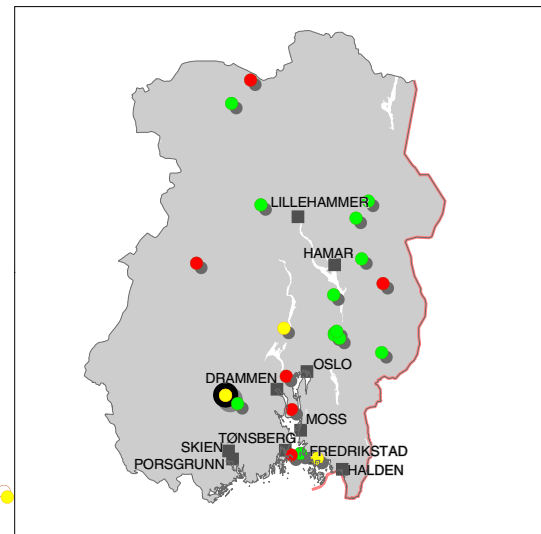 LILLEHAMMER
HAMAR
OSLO
DRAMMEN
MOSS
TØNSBERG
SKIEN
FREDRIKSTAD
PORSGRUNN
HALDEN